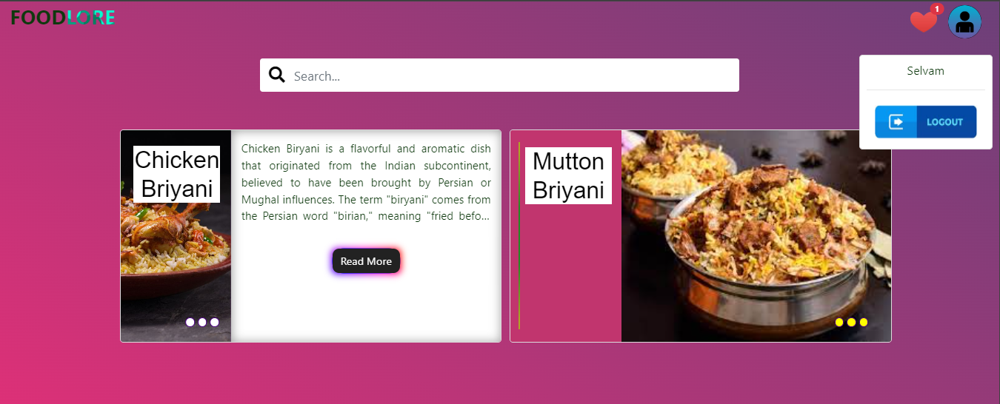 FOODLORE
1
Search...
Selvam
LOGOUT
Chicken
Briyani
Chicken Biryani is a flavorful and aromatic dish
that originated from the Indian subcontinent,
believed to have been brought by Persian or
Mughal influences. The term "biryani" comes from
the Persian word "birian," meaning "fried befo...
Read More
Mutton
Briyani